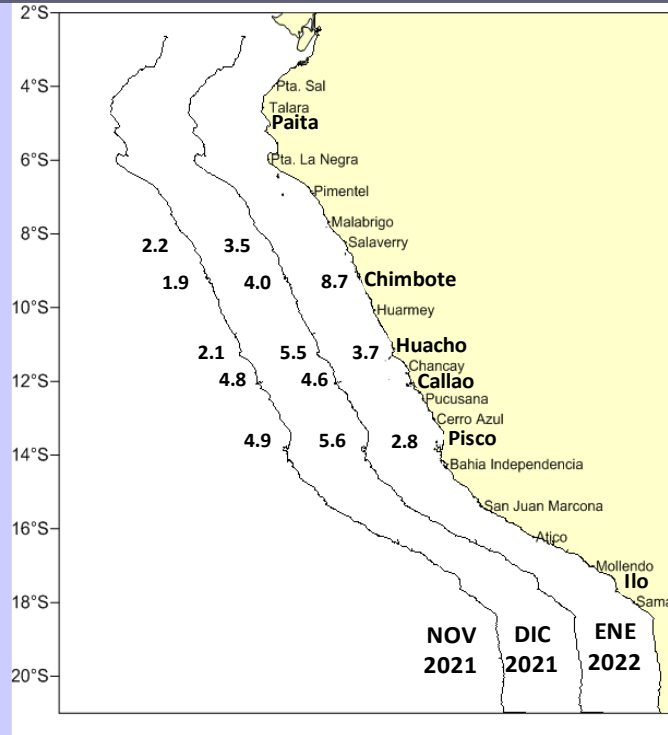 2°S
4°S
Pta. Sal
Talara
Paita
6°S
Pta. La Negra
Pimentel
Malabrigo
8°S
2.2 3.5 Salaverry
1.9 4.0 8.7 Chimbote
10°S
Huarmey
2.1 5.5 3.7 Huacho
Chancay
12°S
4.8 4.6 Callao
Pucusana
Cerro Azul
4.9 5.6 2.8 Pisco
14°S
Bahia Independencia
San Juan Marcona
16°S
Atico
Mollendo
Ilo
18°S
Sama
NOV DIC ENE
2021 2021 2022
20°S